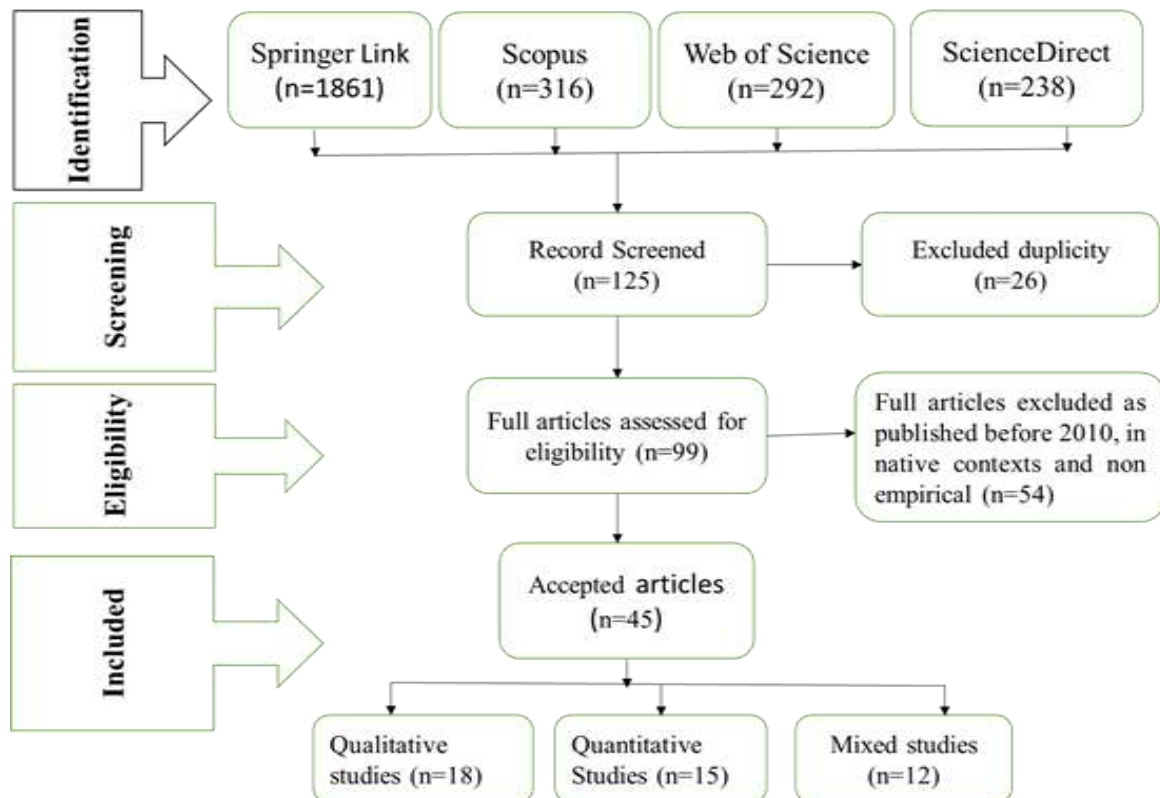 Identification
Springer Link
(n=1861)
Scopus
(n=316)
Web of Science
(n=292)
ScienceDirect
(n=238)
Screening
Record Screened
(n=125)
Excluded duplicity
(n=26)
Eligibility
Full articles assessed for
eligibility (n=99)
Full articles excluded as
published before 2010, in
native contexts and non
empirical (n=54)
Included
Accepted articles
(n=45)
Qualitative
studies (n=18)
Quantitative
Studies (n=15)
Mixed studies
(n=12)